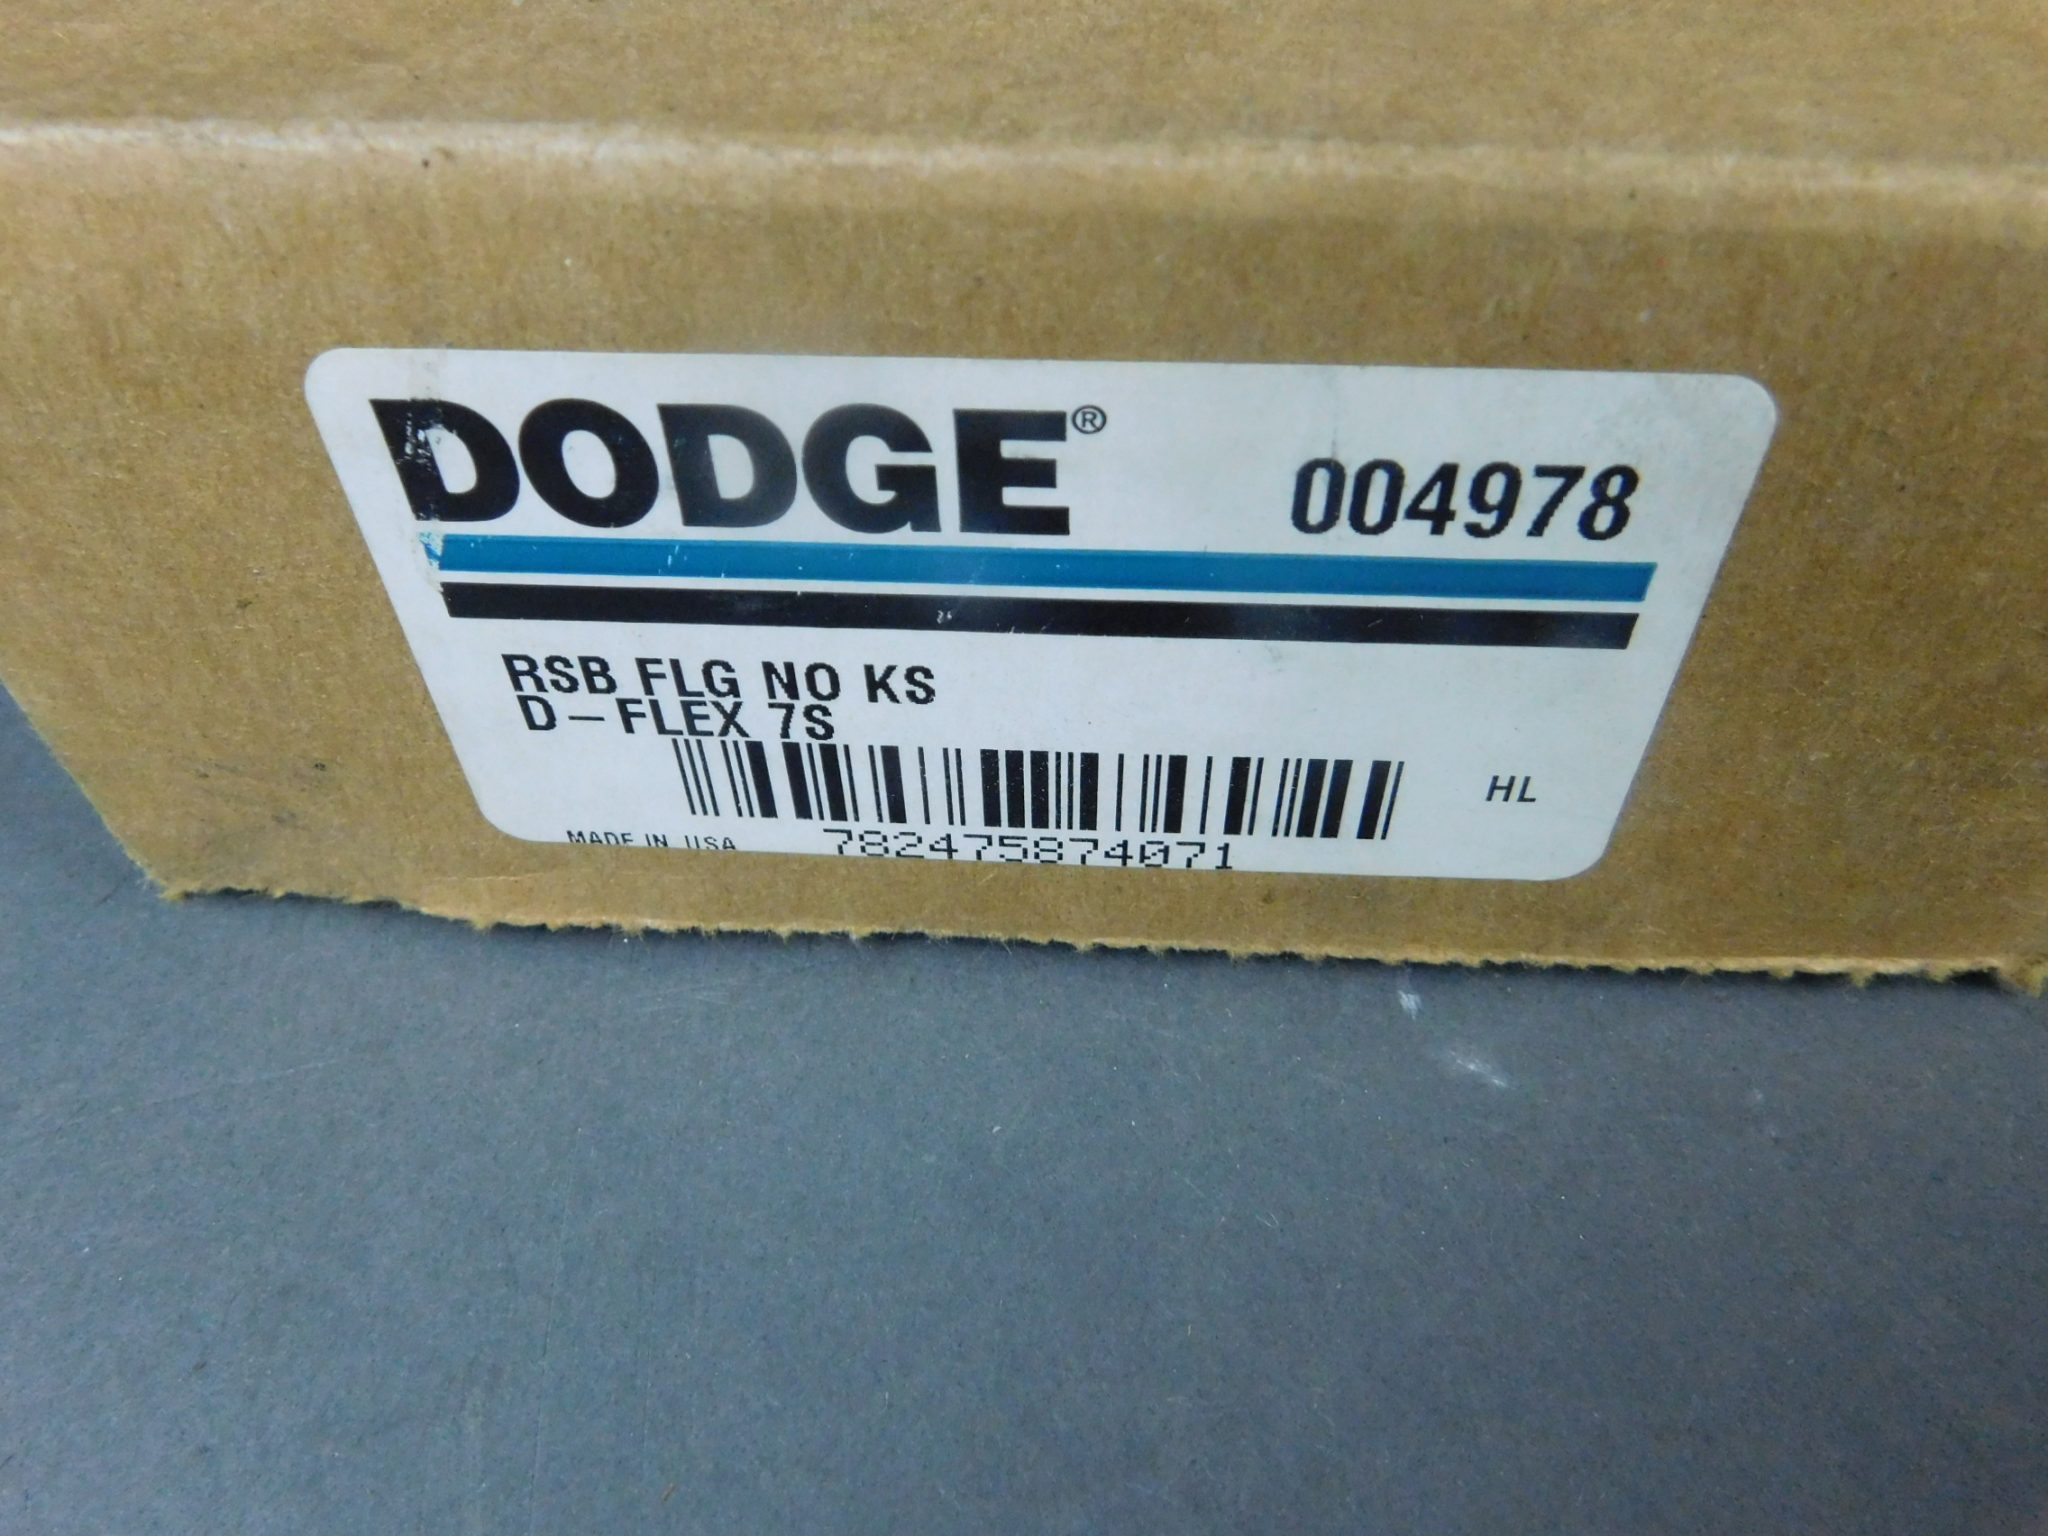 DODGE® 004978
RSB FLG NO KS
D-FLEX 7S
HL
MADE IN USA 782475874071